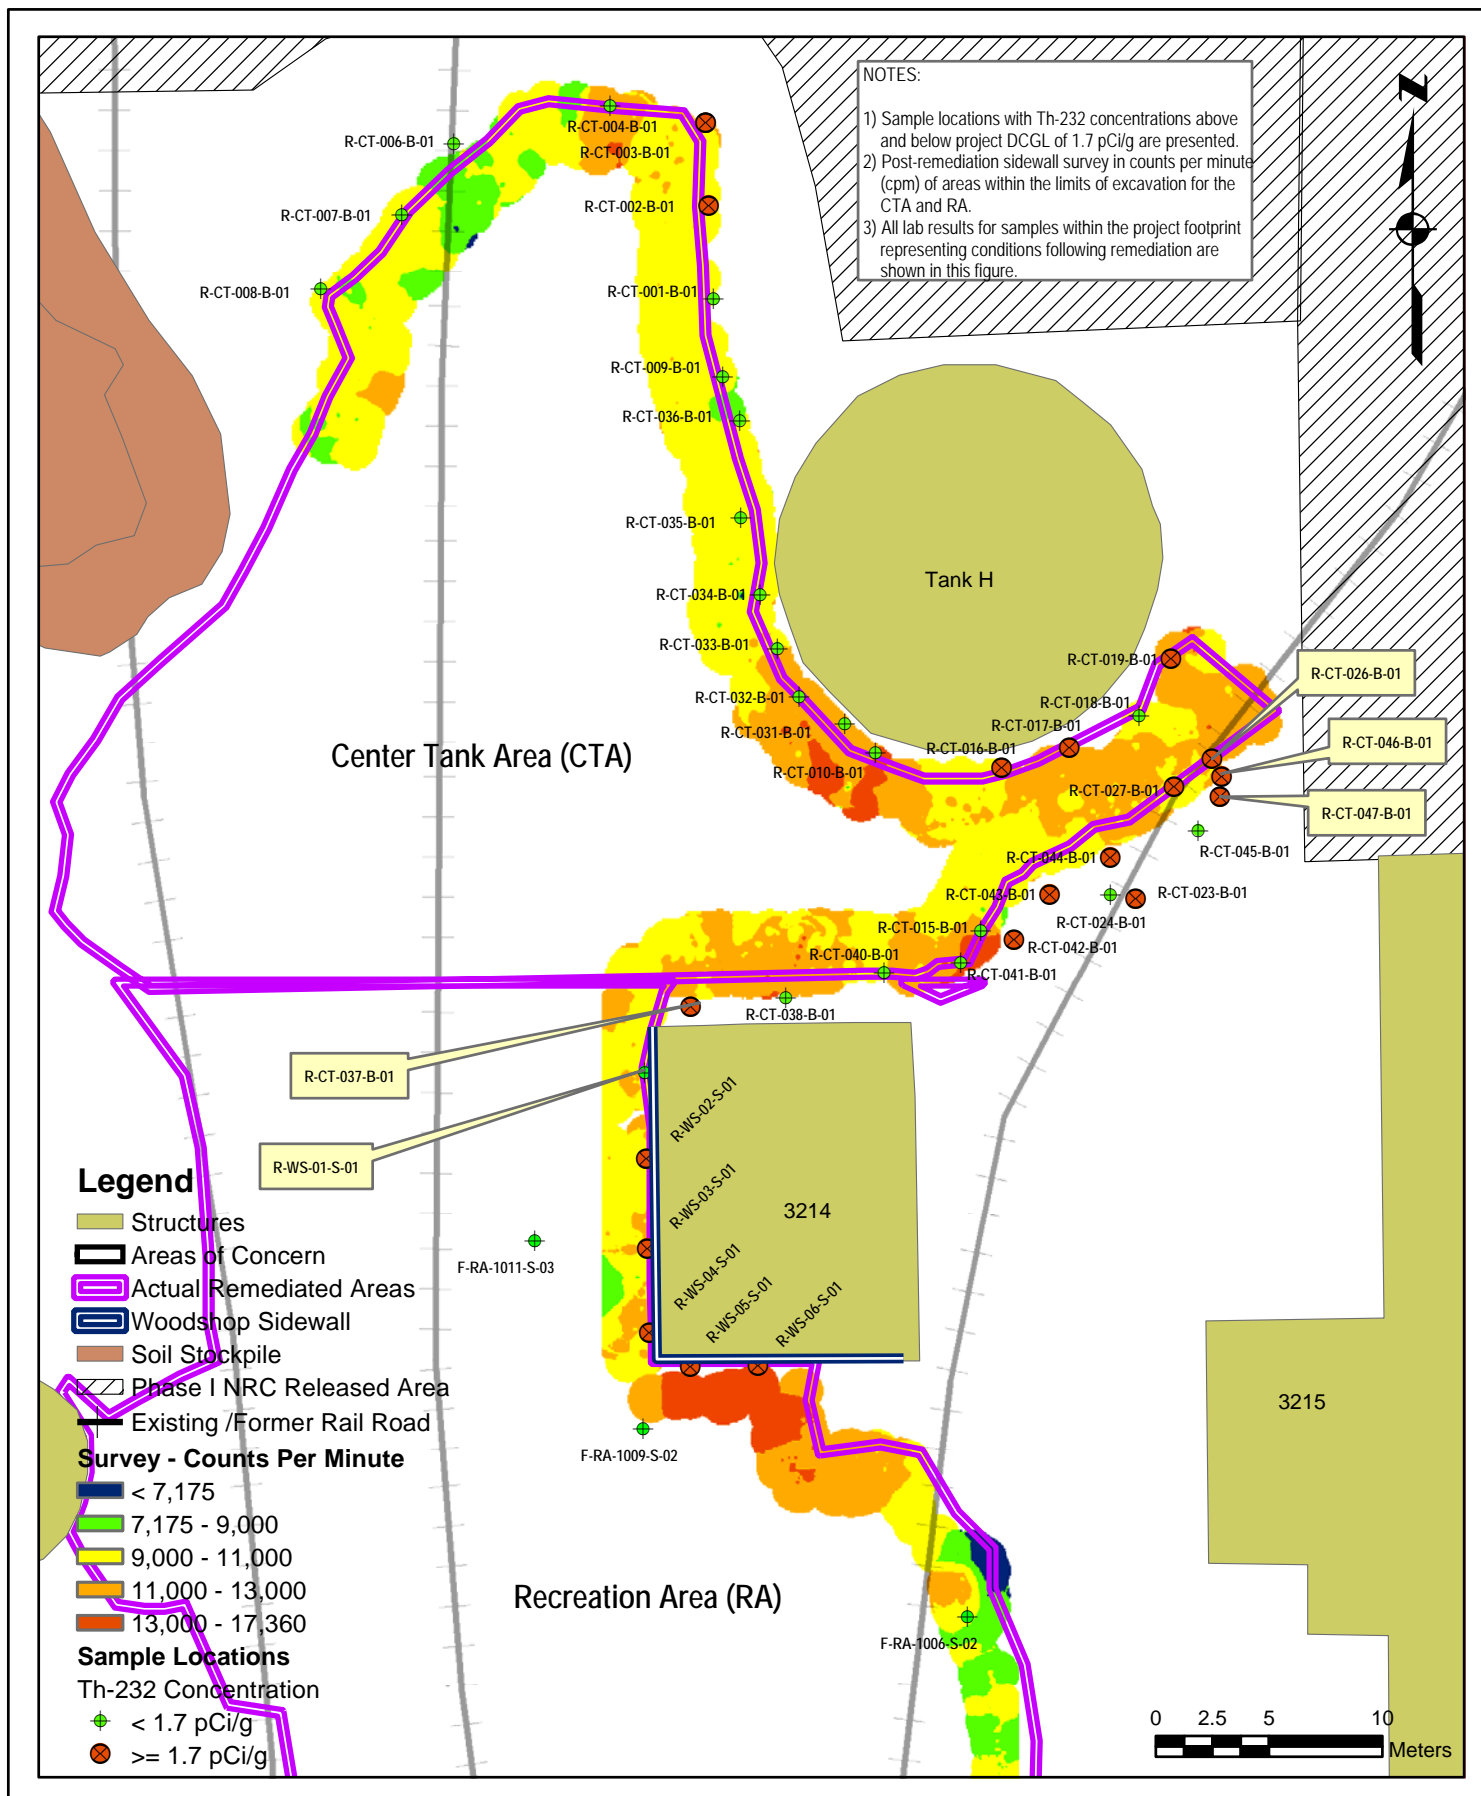 NOTES:
1) Sample locations with Th-232 concentrations above
and below project DCGL of 1.7 pCi/g are presented.
2) Post-remediation sidewall survey in counts per minute
(cpm) of areas within the limits of excavation for the
CTA and RA.
3) All lab results for samples within the project footprint
representing conditions following remediation are
shown in this figure.
N
R-CT-004-B-01
R-CT-006-B-01
R-CT-003-B-01
R-CT-007-B-01
R-CT-002-B-01
R-CT-008-B-01
R-CT-001-B-01
R-CT-009-B-01
R-CT-036-B-01
R-CT-035-B-01
Tank H
R-CT-034-B-01
R-CT-033-B-01
R-CT-019-B-01
R-CT-026-B-01
R-CT-032-B-01
R-CT-018-B-01
R-CT-031-B-01
R-CT-017-B-01
R-CT-046-B-01
Center Tank Area (CTA)
R-CT-016-B-01
R-CT-010-B-01
R-CT-027-B-01
R-CT-047-B-01
R-CT-045-B-01
R-CT-044-B-01
R-CT-043-B-01
R-CT-023-B-01
R-CT-024-B-01
R-CT-015-B-01
R-CT-042-B-01
R-CT-040-B-01
R-CT-041-B-01
R-CT-038-B-01
R-CT-037-B-01
R-WS-02-S-01
R-WS-01-S-01
R-WS-03-S-01
3214
R-WS-04-S-01
R-WS-05-S-01
R-WS-06-S-01
F-RA-1011-S-03
3215
F-RA-1009-S-02
Recreation Area (RA)
F-RA-1006-S-02
Legend
Structures
Areas of Concern
Actual Remediated Areas
Woodshop Sidewall
Soil Stockpile
Phase I NRC Released Area
Existing /Former Rail Road
Survey - Counts Per Minute
< 7,175
7,175 - 9,000
9,000 - 11,000
11,000 - 13,000
13,000 - 17,360
Sample Locations
Th-232 Concentration
< 1.7 pCi/g
>= 1.7 pCi/g
0 2.5 5 10
Meters